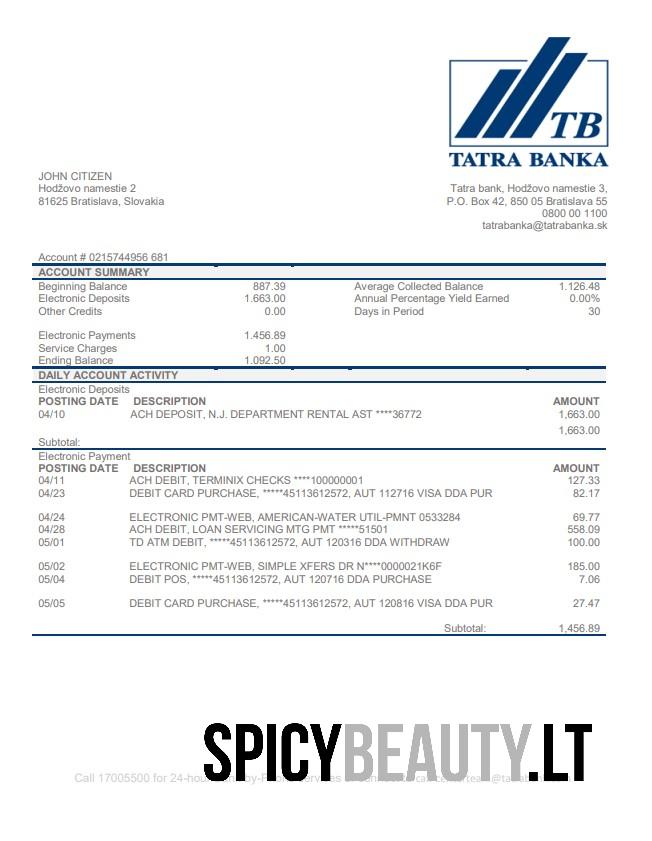 TB
TATRA BANKA
JOHN CITIZEN
Hodžovo namestie 2
81625 Bratislava, Slovakia
Tatra bank, Hodžovo namestie 3,
P.O. Box 42, 850 05 Bratislava 55
0800 00 1100
tatrabanka@tatrabanka.sk
Account # 0215744956 681
ACCOUNT SUMMARY
Beginning Balance 887.39 Average Collected Balance 1.126.48
Electronic Deposits 1.663.00 Annual Percentage Yield Earned 0.00%
Other Credits 0.00 Days in Period 30
Electronic Payments 1.456.89
Service Charges 1.00
Ending Balance 1.092.50
DAILY ACCOUNT ACTIVITY
Electronic Deposits
POSTING DATE DESCRIPTION AMOUNT
04/10 ACH DEPOSIT, N.J. DEPARTMENT RENTAL AST ****36772 1,663.00
1,663.00
Subtotal:
Electronic Payment
POSTING DATE DESCRIPTION AMOUNT
04/11 ACH DEBIT, TERMINIX CHECKS ****100000001 127.33
04/23 DEBIT CARD PURCHASE, *****45113612572, AUT 112716 VISA DDA PUR 82.17
04/24 ELECTRONIC PMT-WEB, AMERICAN-WATER UTIL-PMNT 0533284 69.77
04/28 ACH DEBIT, LOAN SERVICING MTG PMT *****51501 558.09
05/01 TD ATM DEBIT, *****45113612572, AUT 120316 DDA WITHDRAW 100.00
05/02 ELECTRONIC PMT-WEB, SIMPLE XFERS DR N****0000021K6F 185.00
05/04 DEBIT POS, *****45113612572, AUT 120716 DDA PURCHASE 7.06
05/05 DEBIT CARD PURCHASE, *****45113612572, AUT 120816 VISA DDA PUR 27.47
Subtotal: 1,456.89
SPICYBEAUTY.LT
Call 17005500 for